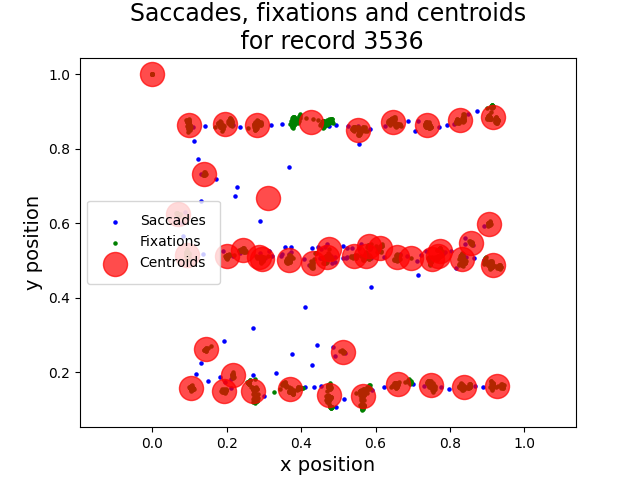 Saccades, fixations and centroids
for record 3536
y position
1.0
0.8
0.6
0.4
0.2
Saccades
Fixations
Centroids
0.0
0.2
0.4
0.6
0.8
1.0
x position